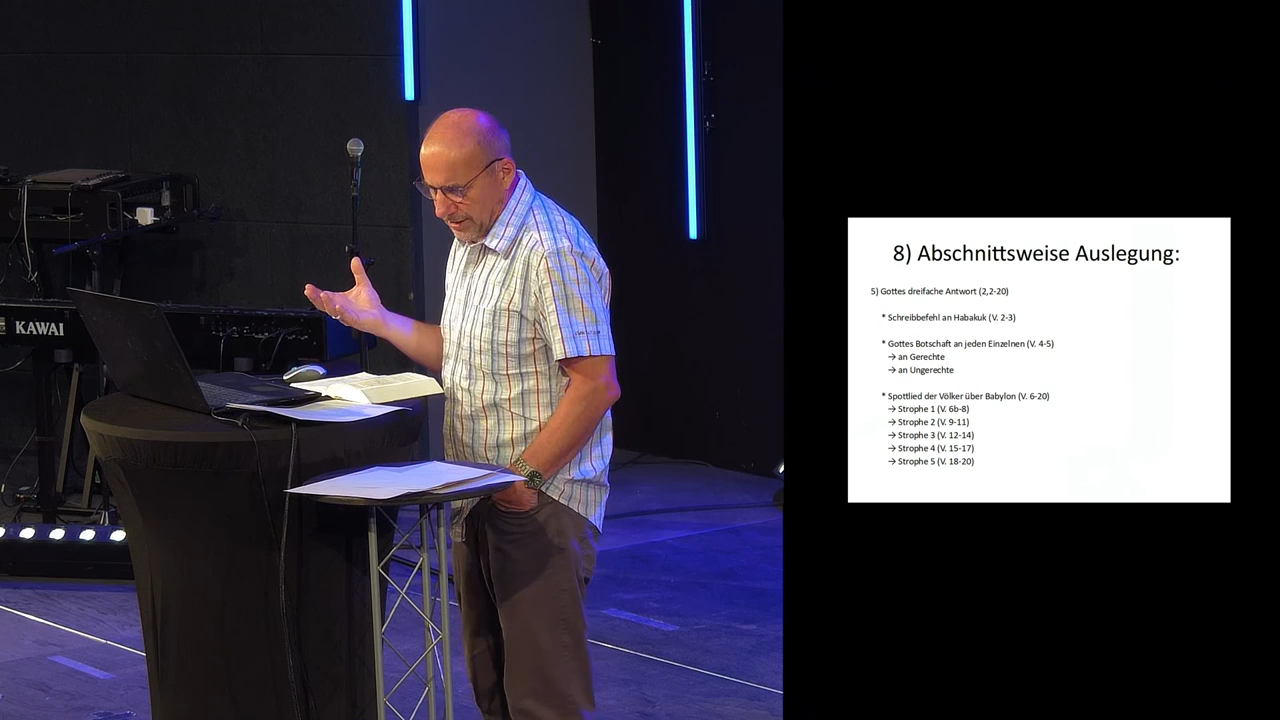 KAWAI
8) Abschnittsweise Auslegung:
5) Gottes dreifache Antwort (2,2-20)
* Schreibbefehl an Habakuk (V. 2-3)
* Gottes Botschaft an jeden Einzelnen (V. 4-5)
→ an Gerechte
→ an Ungerechte
* Spottlied der Völker über Babylon (V. 6-20)
→ Strophe 1 (V. 6b-8)
→ Strophe 2 (V. 9-11)
→ Strophe 3 (V. 12-14)
→ Strophe 4 (V. 15-17)
→ Strophe 5 (V. 18-20)